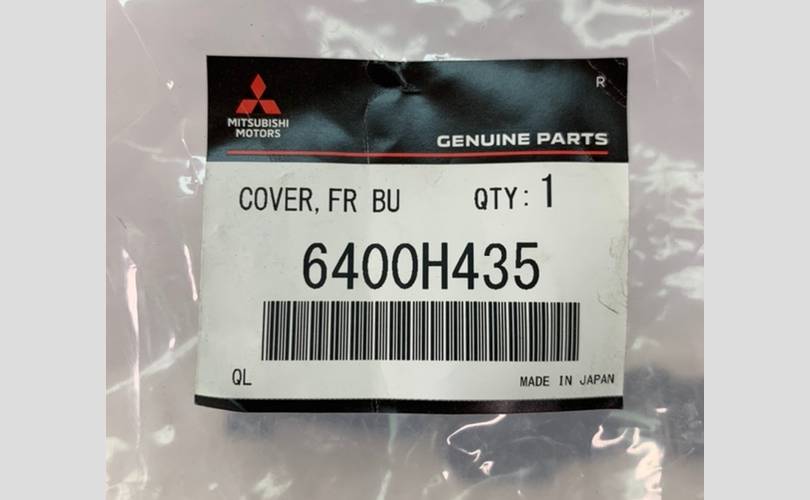 R
MITSUBISHI
MOTORS
GENUINE PARTS
COVER, FR BU QTY: 1
6400H435
QL MADE IN JAPAN